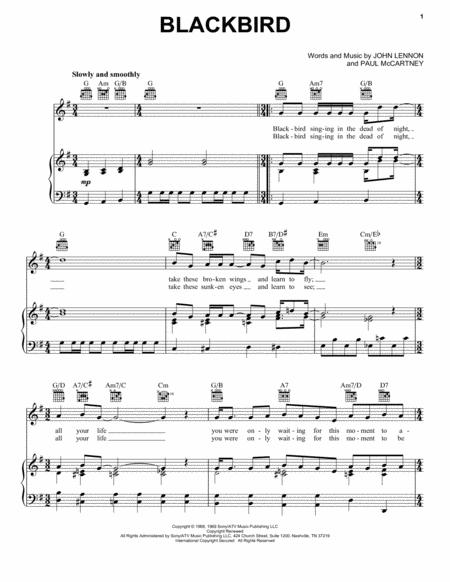 1
BLACKBIRD
Words and Music by JOHN LENNON
and PAUL McCARTNEY
Slowly and smoothly
G Am G/B G G Am7 G/B
Black - bird sing-ing in the dead of night,
Black - bird sing-ing in the dead of night,
mp
G C A7/C# D7 B7/D# Em Cm/Eb
take these bro-ken wings and learn to fly;
take these sunk-en eyes and learn to see;
G/D A7/C# Am7/C Cm G/B A7 Am7/D D7
all your life you were on - ly wait-ing for this mo-ment to a-
all your life you were on - ly wait-ing for this mo-ment to be
Copyright © 1968, 1969 Sony/ATV Music Publishing LLC
Copyright Renewed
All Rights Administered by Sony/ATV Music Publishing LLC, 424 Church Street, Suite 1200, Nashville, TN 37219
International Copyright Secured All Rights Reserved